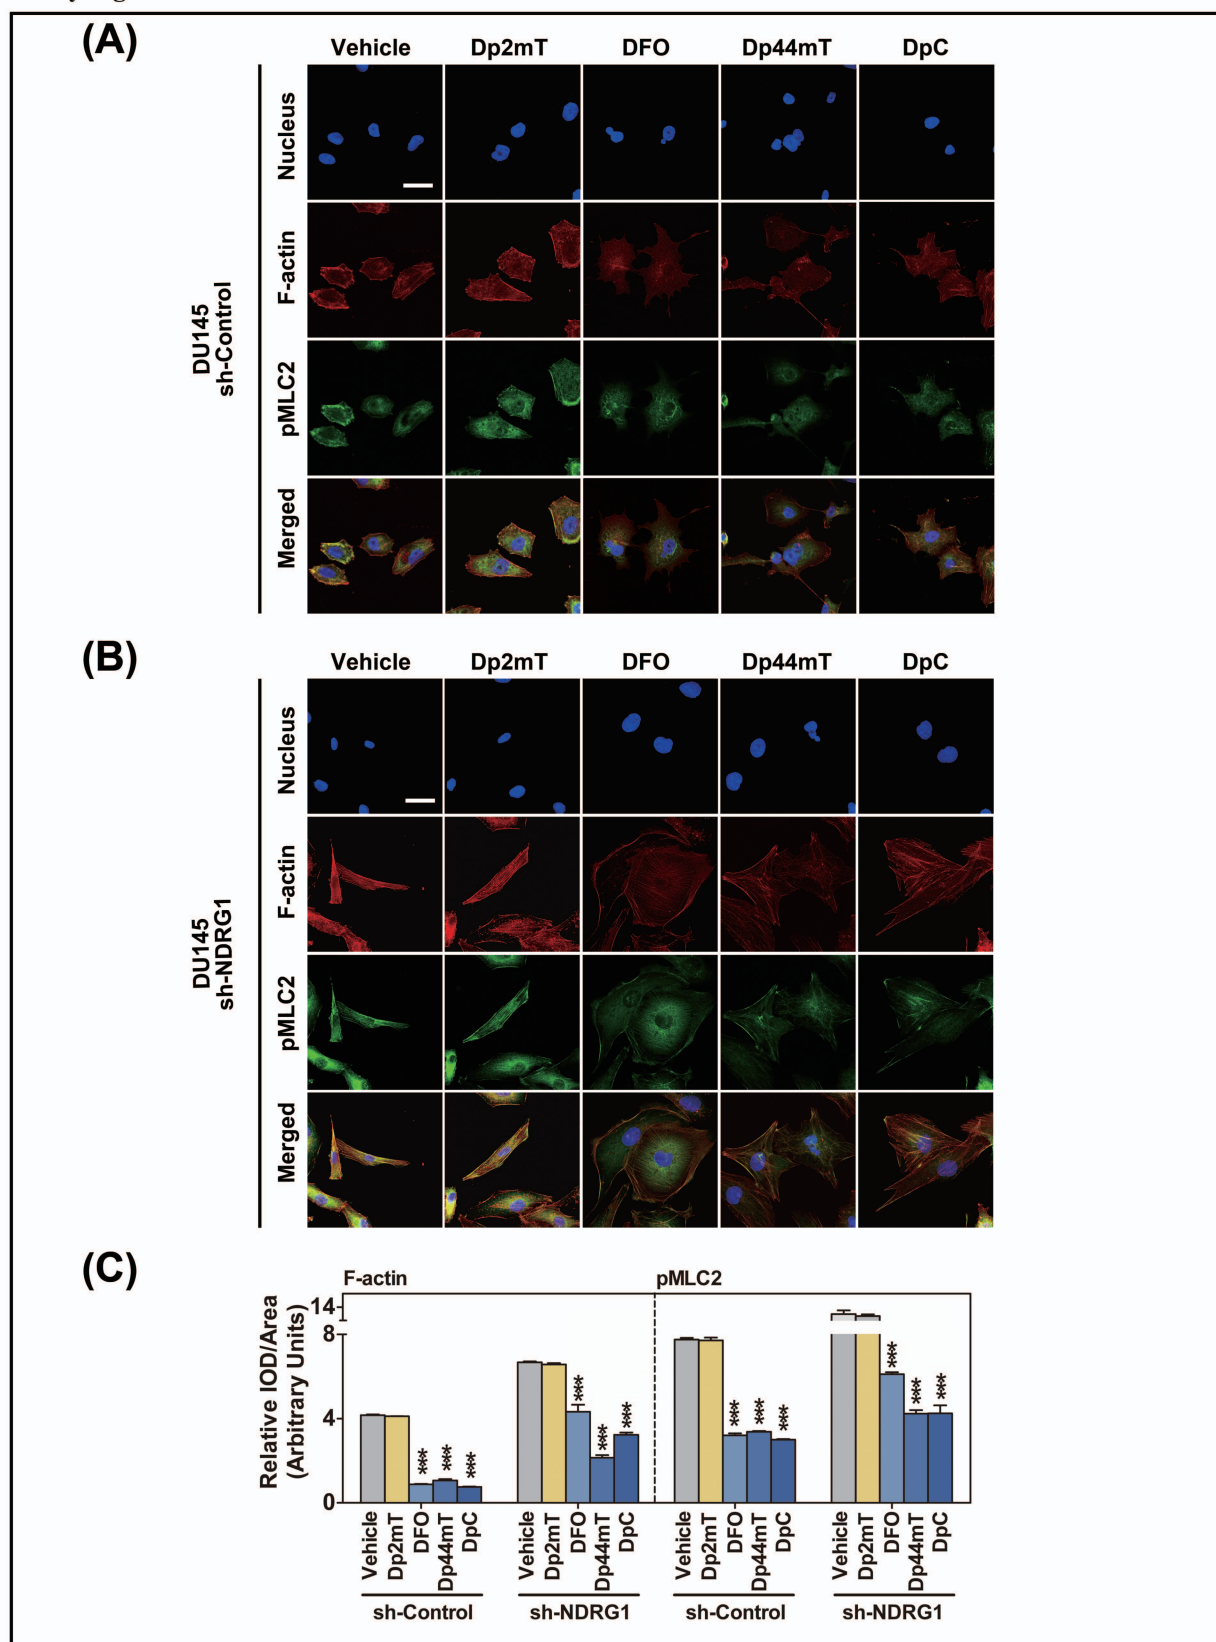 (A)
Vehicle Dp2mT DFO Dp44mT DpC
DU145
sh-Control
Nucleus
F-actin
pMLC2
Merged
(B)
Vehicle Dp2mT DFO Dp44mT DpC
DU145
sh-NDRG1
Nucleus
F-actin
pMLC2
Merged
(C)
F-actin pMLC2
Relative IOD/Area
(Arbitrary Units)
14
8
4
0
*** *** *** *** *** *** *** *** *** *** *** ***
Vehicle Dp2mT DFO Dp44mT DpC Vehicle Dp2mT DFO Dp44mT DpC Vehicle Dp2mT DFO Dp44mT DpC Vehicle Dp2mT DFO Dp44mT DpC
sh-Control sh-NDRG1 sh-Control sh-NDRG1